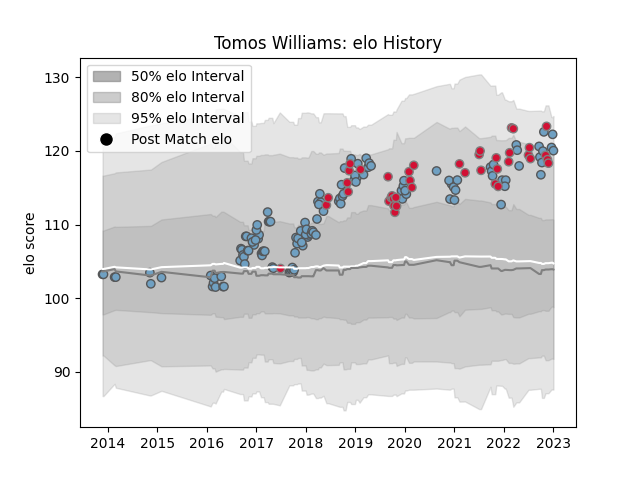 Tomos Williams: elo History
50% elo Interval
80% elo Interval
95% elo Interval
Post Match elo
elo score
130
120
110
100
90
2014 2015 2016 2017 2018 2019 2020 2021 2022 2023